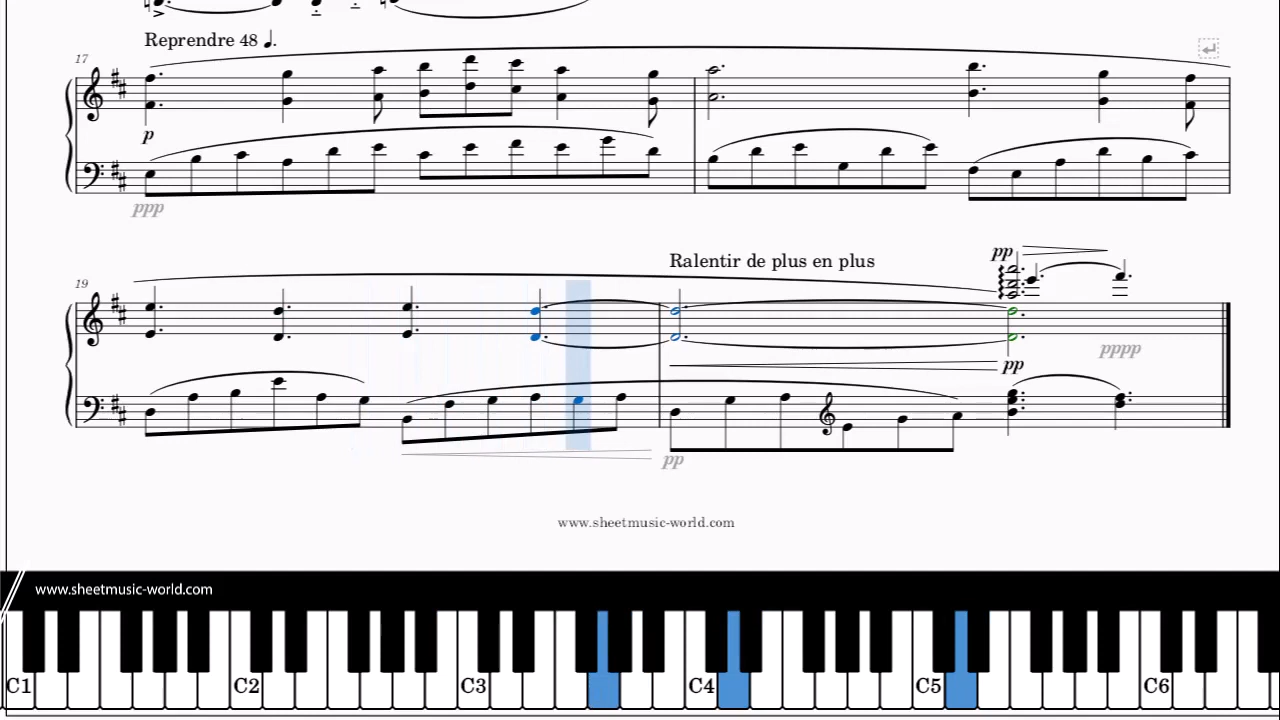 Reprendre 48 ♩.
17
p
ppp
Ralentir de plus en plus
pp
19
pppp
pp
pp
www.sheetmusic-world.com
www.sheetmusic-world.com
C1 C2 C3 C4 C5 C6